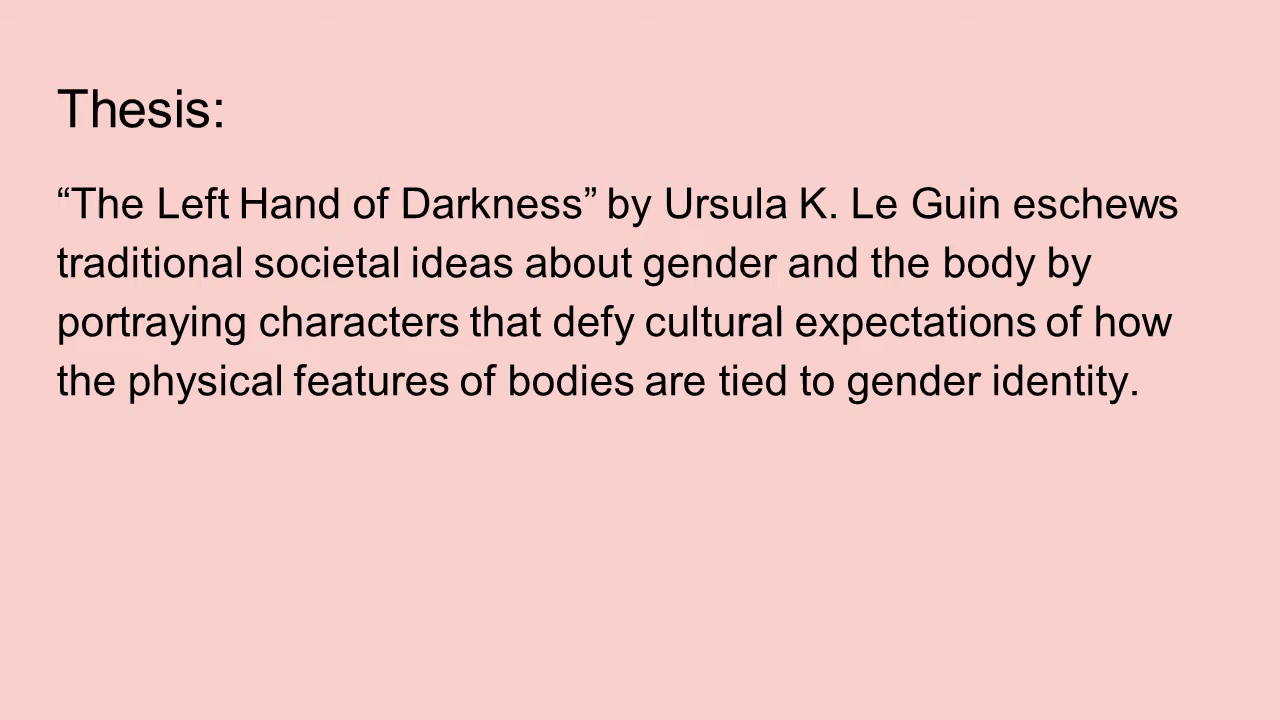 Thesis:
“The Left Hand of Darkness” by Ursula K. Le Guin eschews
traditional societal ideas about gender and the body by
portraying characters that defy cultural expectations of how
the physical features of bodies are tied to gender identity.